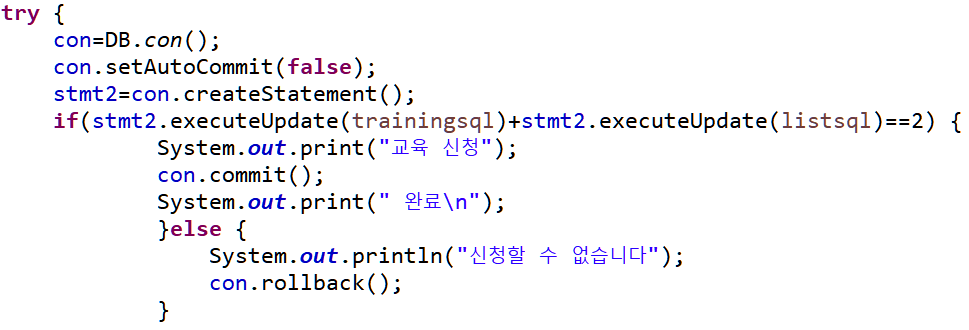 try {
    con=DB.con();
    con.setAutoCommit(false);
    stmt2=con.createStatement();
    if(stmt2.executeUpdate(trainingsql)+stmt2.executeUpdate(listsql)==2) {
            System.out.print("교육 신청");
            con.commit();
            System.out.print(" 완료\n");
            }else {
                System.out.println("신청할 수 없습니다");
                con.rollback();
            }